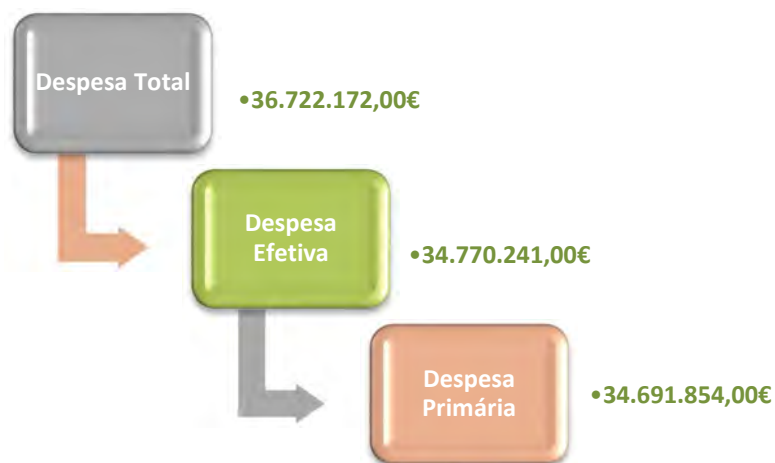 Despesa Total
•36.722.172,00€
Despesa
Efetiva
•34.770.241,00€
Despesa
Primária
•34.691.854,00€